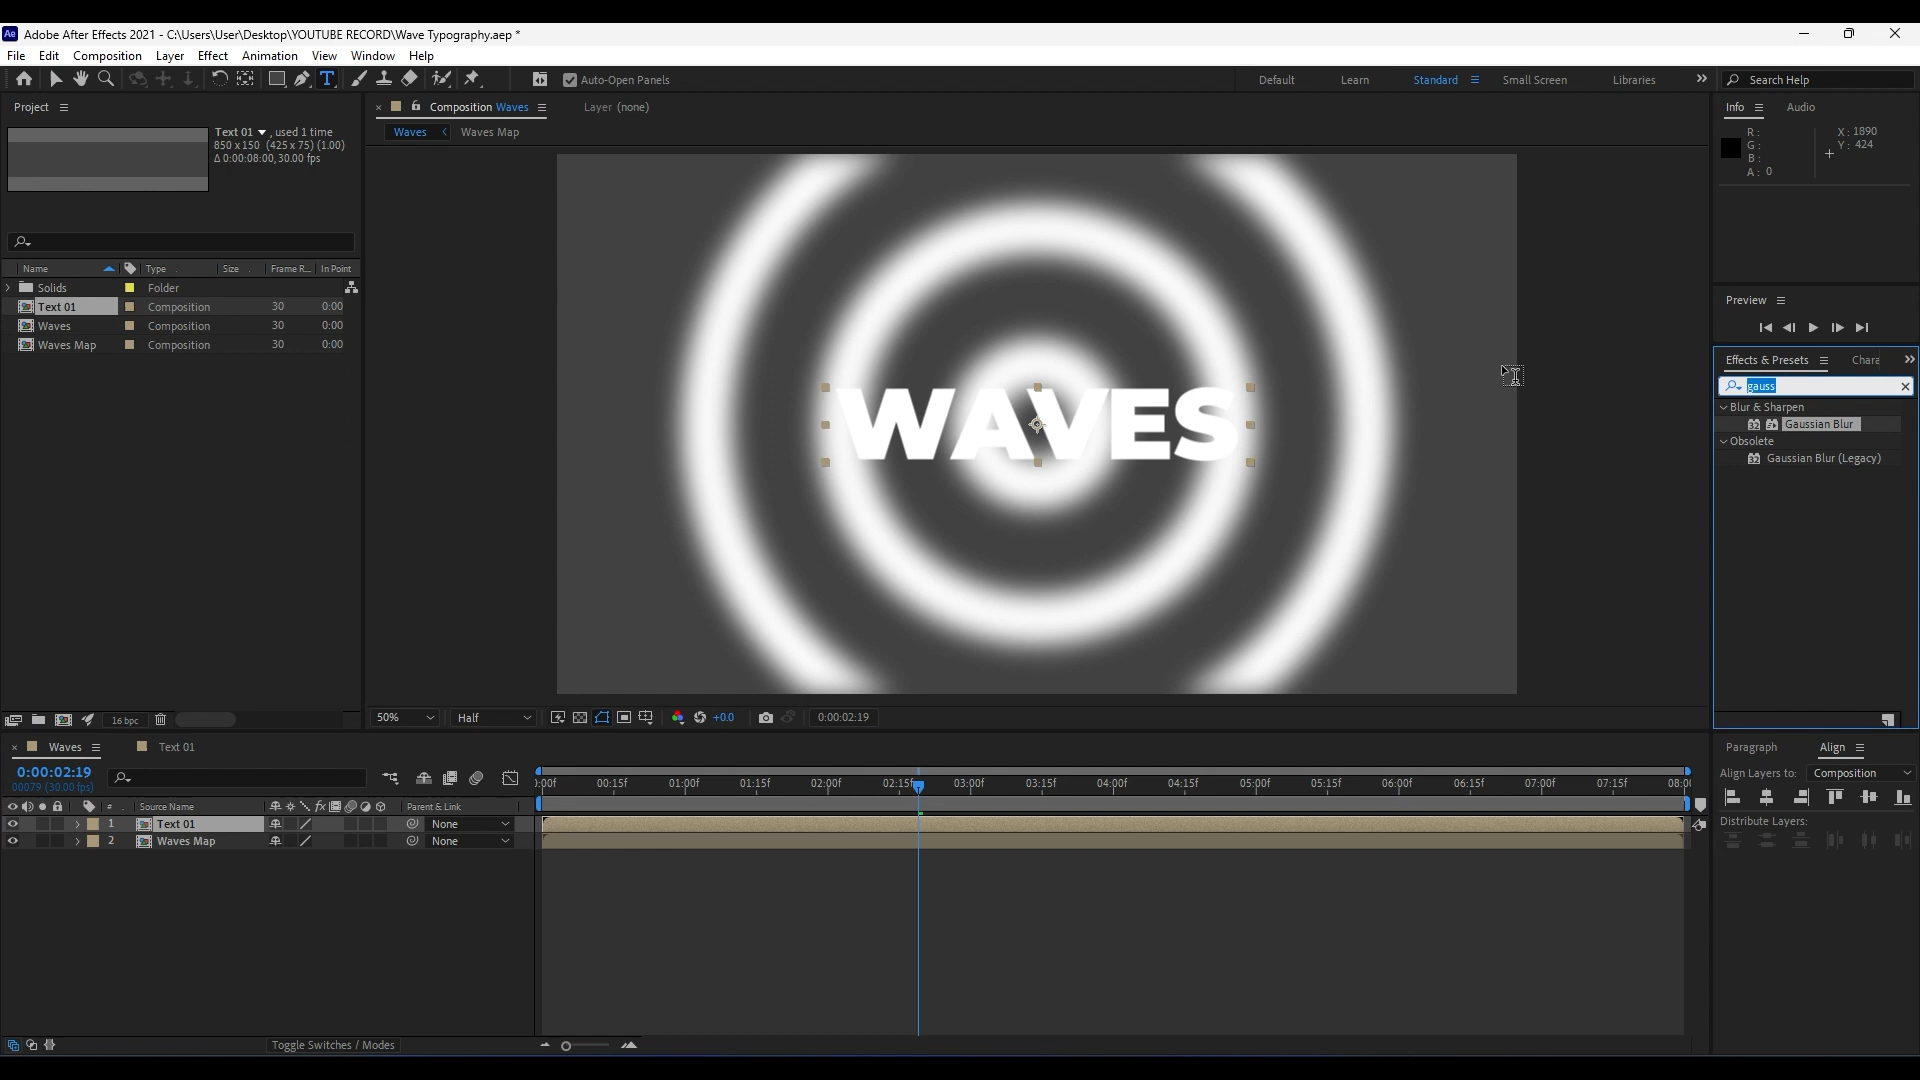 Ae Adobe After Effects 2021 - C:\Users\User\Desktop\YOUTUBE RECORD\Wave Typography.aep *
File Edit Composition Layer Effect Animation View Window Help
T Auto-Open Panels Default Learn Standard Small Screen Libraries Search Help
Project
Text 01 , used 1 time
850 x 150 (425 x 75) (1.00)
Δ 0:00:08:00, 30.00 fps
Name Type Size Frame R... In Point
Solids Folder
Text 01 Composition 30 0:00
Waves Composition 30 0:00
Waves Map Composition 30 0:00
16 bpc
Composition Waves Layer (none)
Waves Waves Map
WAVES
50% Half +0.0 0:00:02:19
Info Audio
R : X : 1890
G : Y : 424
B :
A : 0
Preview
Effects & Presets Chara
gauss
Blur & Sharpen
32 Gaussian Blur
Obsolete
32 Gaussian Blur (Legacy)
Waves Text 01
0:00:02:19
00079 (30.00 fps)
:00f 00:15f 01:00f 01:15f 02:00f 02:15f 03:00f 03:15f 04:00f 04:15f 05:00f 05:15f 06:00f 06:15f 07:00f 07:15f 08:0
# Source Name fx Parent & Link
1 Text 01 None
2 Waves Map None
Toggle Switches / Modes
Paragraph Align
Align Layers to: Composition
Distribute Layers: